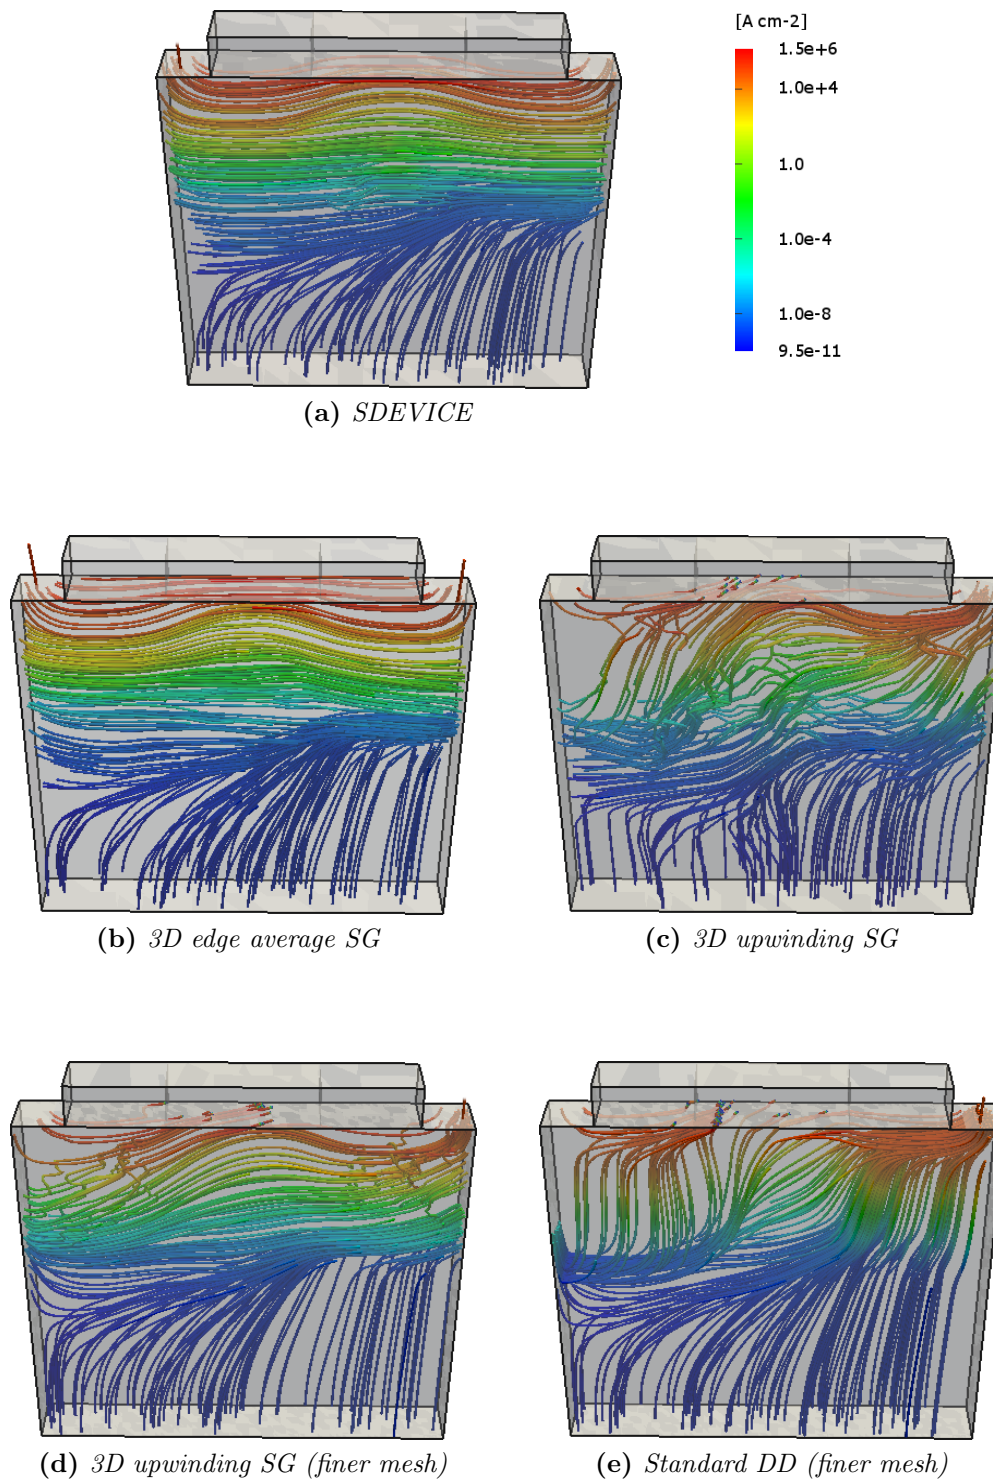 [A cm-2]
1.5e+6
1.0e+4
1.0
1.0e-4
1.0e-8
9.5e-11
(a) SDEVICE
(b) 3D edge average SG
(c) 3D upwinding SG
(d) 3D upwinding SG (finer mesh)
(e) Standard DD (finer mesh)